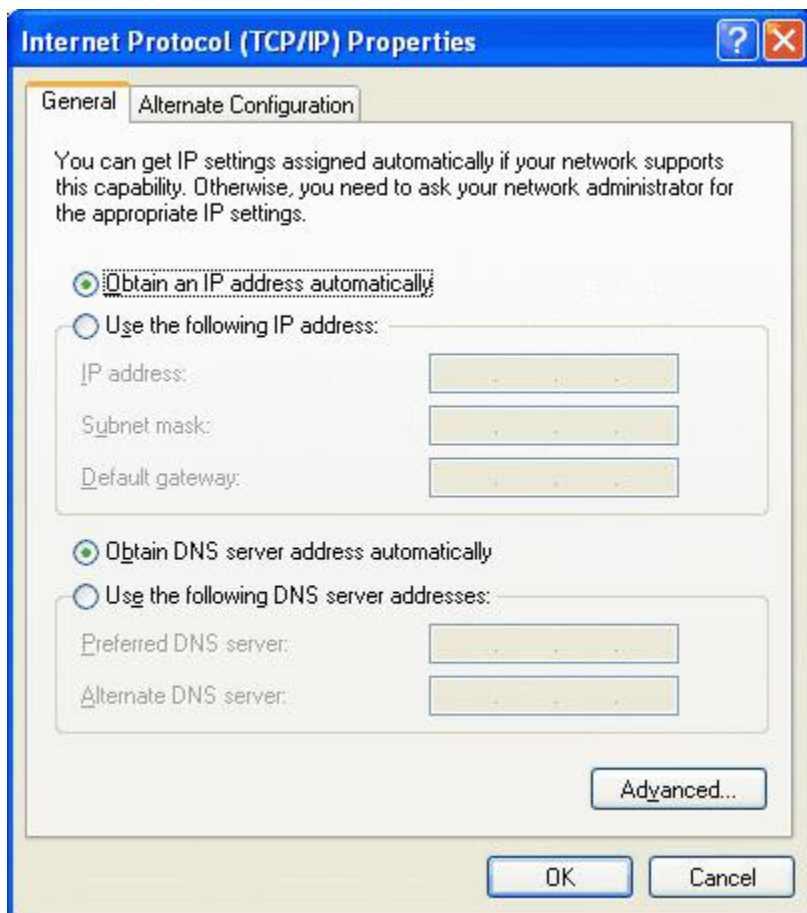 Internet Protocol (TCP/IP) Properties
General
Alternate Configuration
You can get IP settings assigned automatically if your network supports
this capability. Otherwise, you need to ask your network administrator for
the appropriate IP settings.
Obtain an IP address automatically
Use the following IP address:
IP address:
Subnet mask:
Default gateway:
Obtain DNS server address automatically
Use the following DNS server addresses:
Preferred DNS server:
Alternate DNS server:
Advanced...
OK
Cancel